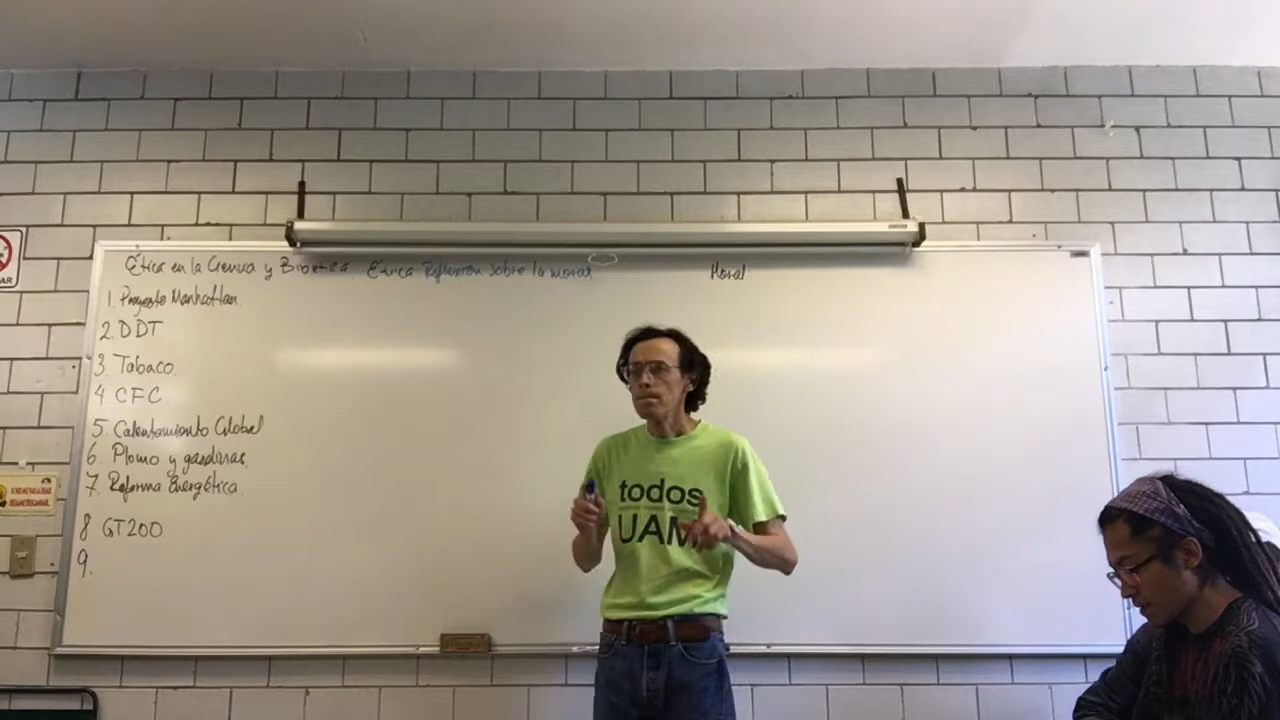 Ética en la Ciencia y Bioética. Ética Reflexión sobre la moral
Moral
1. Proyecto Manhattan
2. DDT
3. Tabaco
4 CFC
5. Calentamiento Global
6. Plomo y gasolinas
7. Reforma Energética
8 GT200
9.
todos
UAM
AR